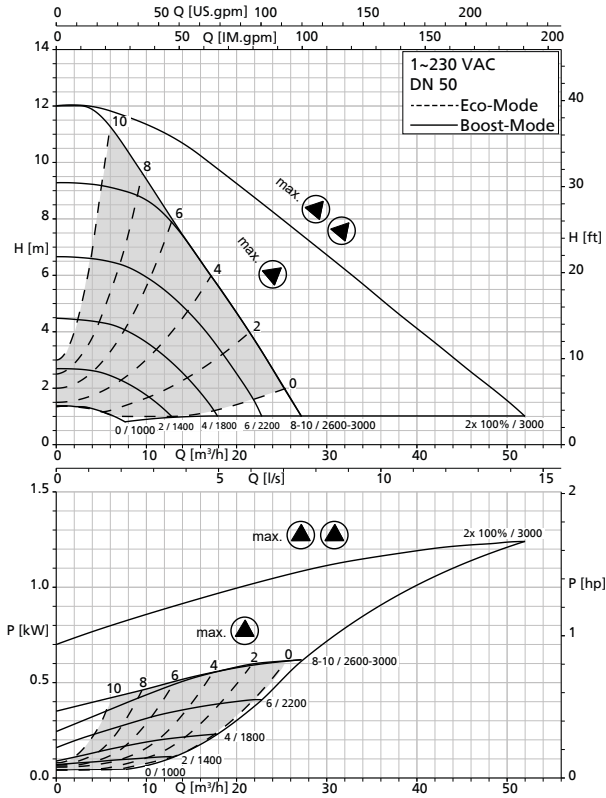 0 50 Q [US.gpm] 100 150 200
0 Q [IM.gpm] 50 100 150 200
14
12
10
8
H [m]
6
4
2
0
1~230 VAC
DN 50
Eco-Mode
Boost-Mode
40
30
H [ft]
20
10
0
10
8
6
4
2
0
max.
max.
0 / 1000
2 / 1400
4 / 1800
6 / 2200
8-10 / 2600-3000
2x 100% / 3000
0 10 Q [m³/h] 20 30 40 50
0 5 Q [l/s] 10 15
1.5
1.0
P [kW]
0.5
0.0
2
P [hp]
1
0
max.
2x 100% / 3000
max.
10
8
6
4
2
0
8-10 / 2600-3000
6 / 2200
4 / 1800
2 / 1400
0 / 1000
0 10 Q [m³/h] 20 30 40 50